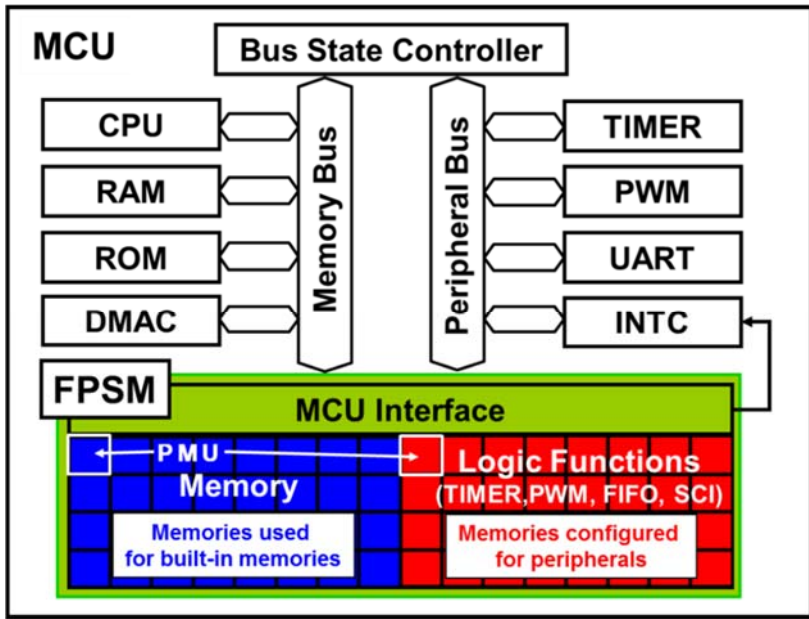 MCU
Bus State Controller
CPU
RAM
ROM
DMAC
Memory Bus
Peripheral Bus
TIMER
PWM
UART
INTC
FPSM
MCU Interface
PMU
Memory
Logic Functions
(TIMER,PWM, FIFO, SCI)
Memories used
for built-in memories
Memories configured
for peripherals